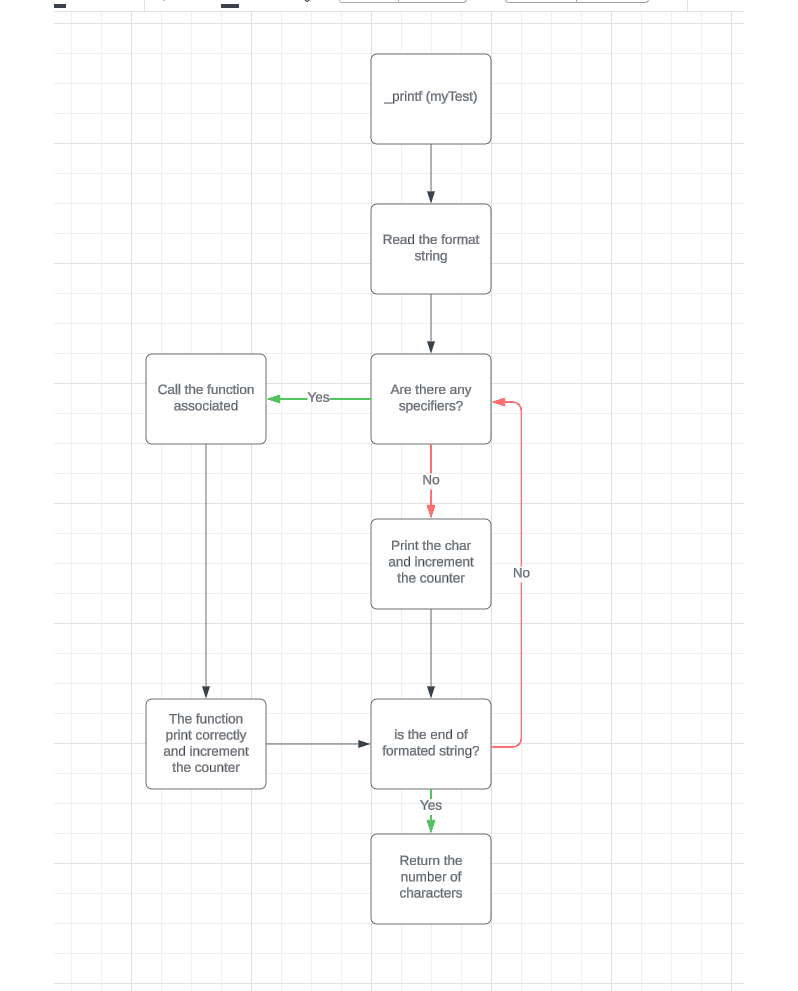 _printf (myTest)
Read the format
string
Call the function
associated
Yes
Are there any
specifiers?
No
Print the char
and increment
the counter
No
The function
print correctly
and increment
the counter
is the end of
formated string?
Yes
Return the
number of
characters